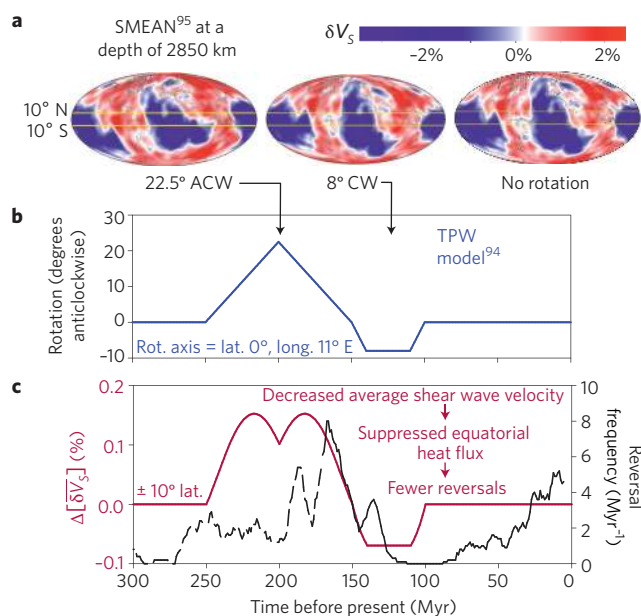 a
SMEAN95 at a
depth of 2850 km
δVS
−2% 0% 2%
10° N
10° S
22.5° ACW
8° CW
No rotation
b
Rotation (degrees
anticlockwise)
30
20
10
0
−10
TPW
model94
Rot. axis = lat. 0°, long. 11° E
c
Δ[δVS] (%)
0.2
0.1
0.0
−0.1
± 10° lat.
Decreased average shear wave velocity
Suppressed equatorial
heat flux
Fewer reversals
10
8
6
4
2
0
Reversal
frequency (Myr−1)
300 250 200 150 100 50 0
Time before present (Myr)